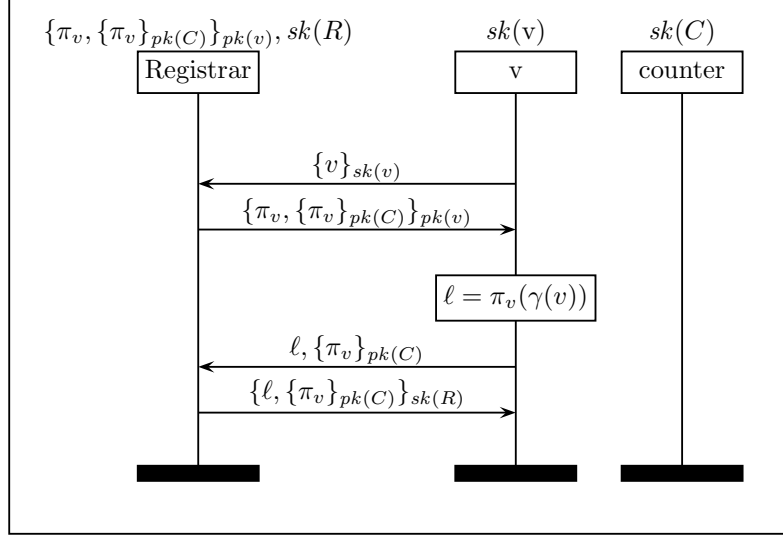 {π_v, {π_v}_{pk(C)}}_{pk(v)}, sk(R) sk(v) sk(C)
Registrar v counter
{v}_{sk(v)}
{π_v, {π_v}_{pk(C)}}_{pk(v)}
ℓ = π_v(γ(v))
ℓ, {π_v}_{pk(C)}
{ℓ, {π_v}_{pk(C)}}_{sk(R)}